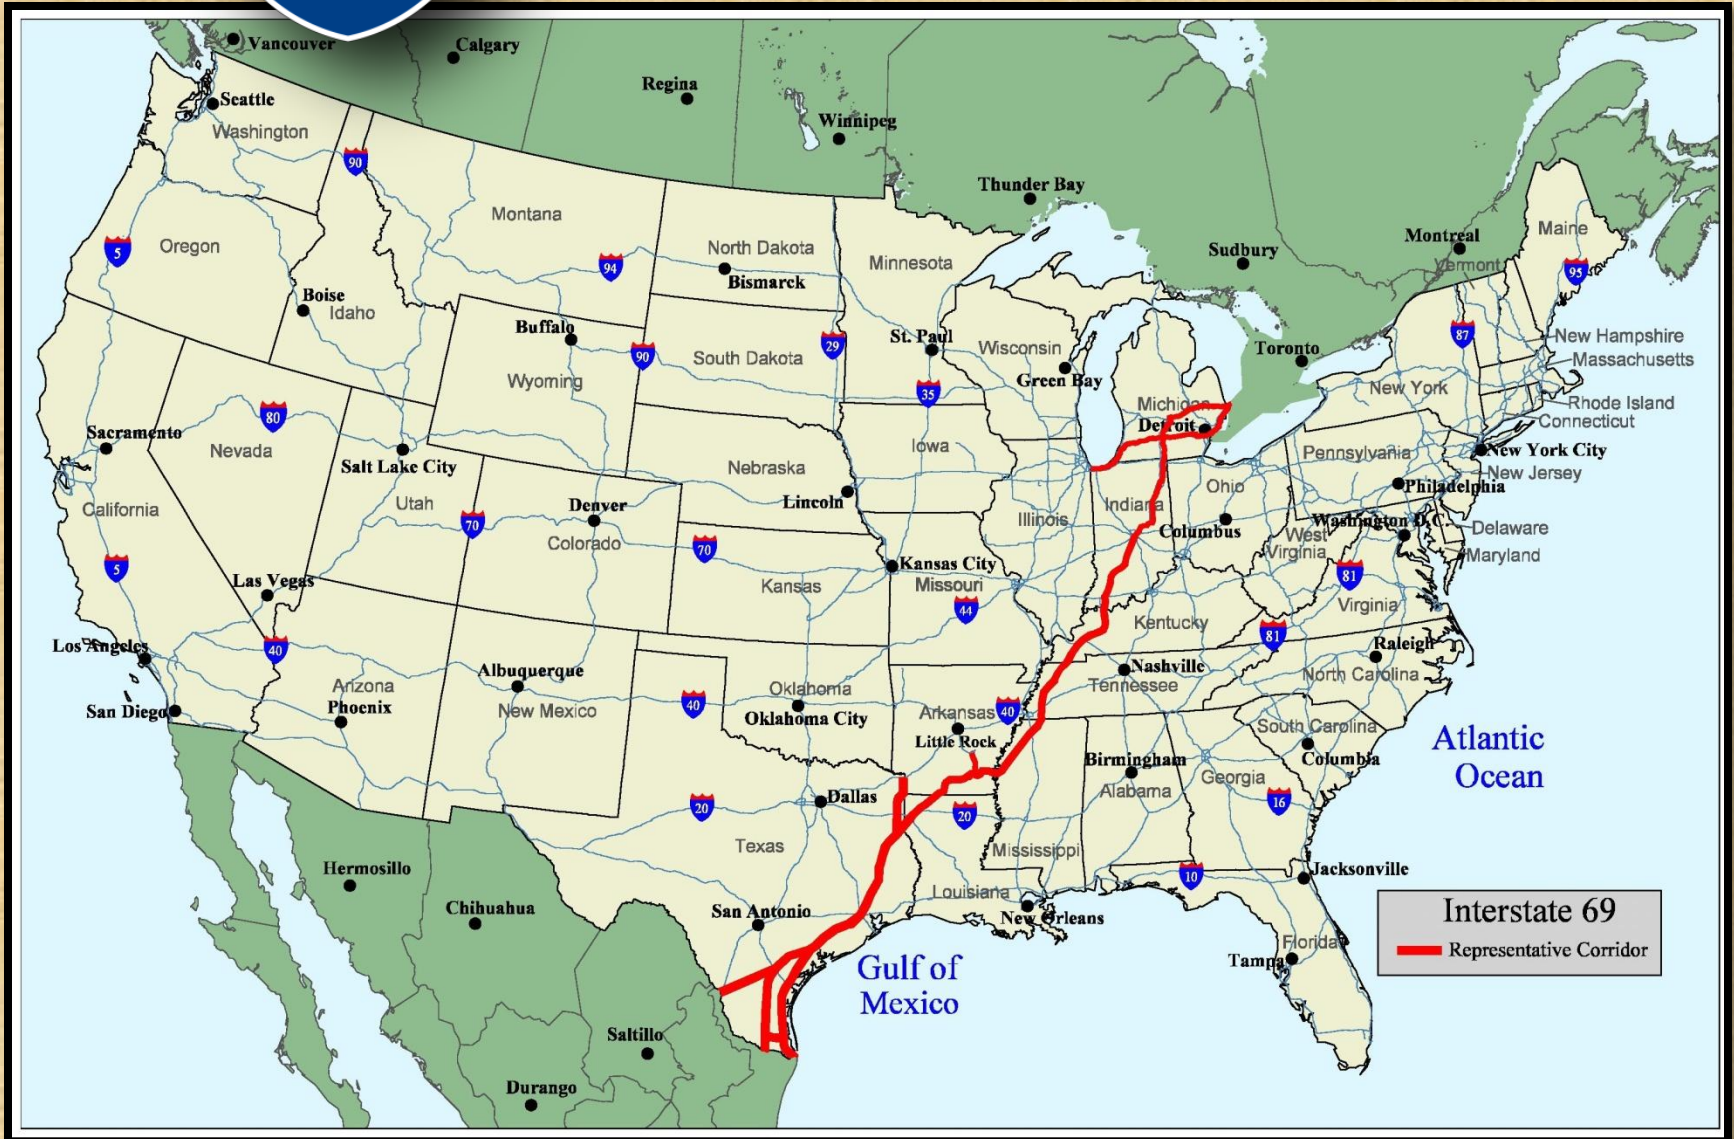 Vancouver
Calgary
Regina
Winnipeg
Seattle
Washington
90
Thunder Bay
Montana
Oregon
5
94
North Dakota
Bismarck
Minnesota
Sudbury
Montreal
Vermont
Maine
95
Boise
Idaho
Buffalo
90
South Dakota
29
St. Paul
Wisconsin
Green Bay
Toronto
87
New Hampshire
Massachusetts
Wyoming
35
Michigan
Detroit
New York
Rhode Island
Connecticut
80
Sacramento
Nevada
Salt Lake City
Utah
Nebraska
Lincoln
Iowa
Pennsylvania
New York City
New Jersey
Philadelphia
California
Denver
Colorado
70
70
Illinois
Indiana
Ohio
Columbus
Washington D.C.
West
Virginia
Delaware
Maryland
5
Las Vegas
Kansas
Kansas City
Missouri
44
Kentucky
81
Virginia
81
Los Angeles
40
Albuquerque
Arizona
Phoenix
New Mexico
San Diego
40
Oklahoma
Oklahoma City
Arkansas
40
Little Rock
Nashville
Tennessee
Raleigh
North Carolina
South Carolina
Columbia
Atlantic
Ocean
Birmingham
Alabama
Georgia
16
20
Dallas
20
Texas
Mississippi
Hermosillo
Chihuahua
San Antonio
Louisiana
New Orleans
10
Jacksonville
Florida
Tampa
Gulf of
Mexico
Interstate 69
Representative Corridor
Saltillo
Durango